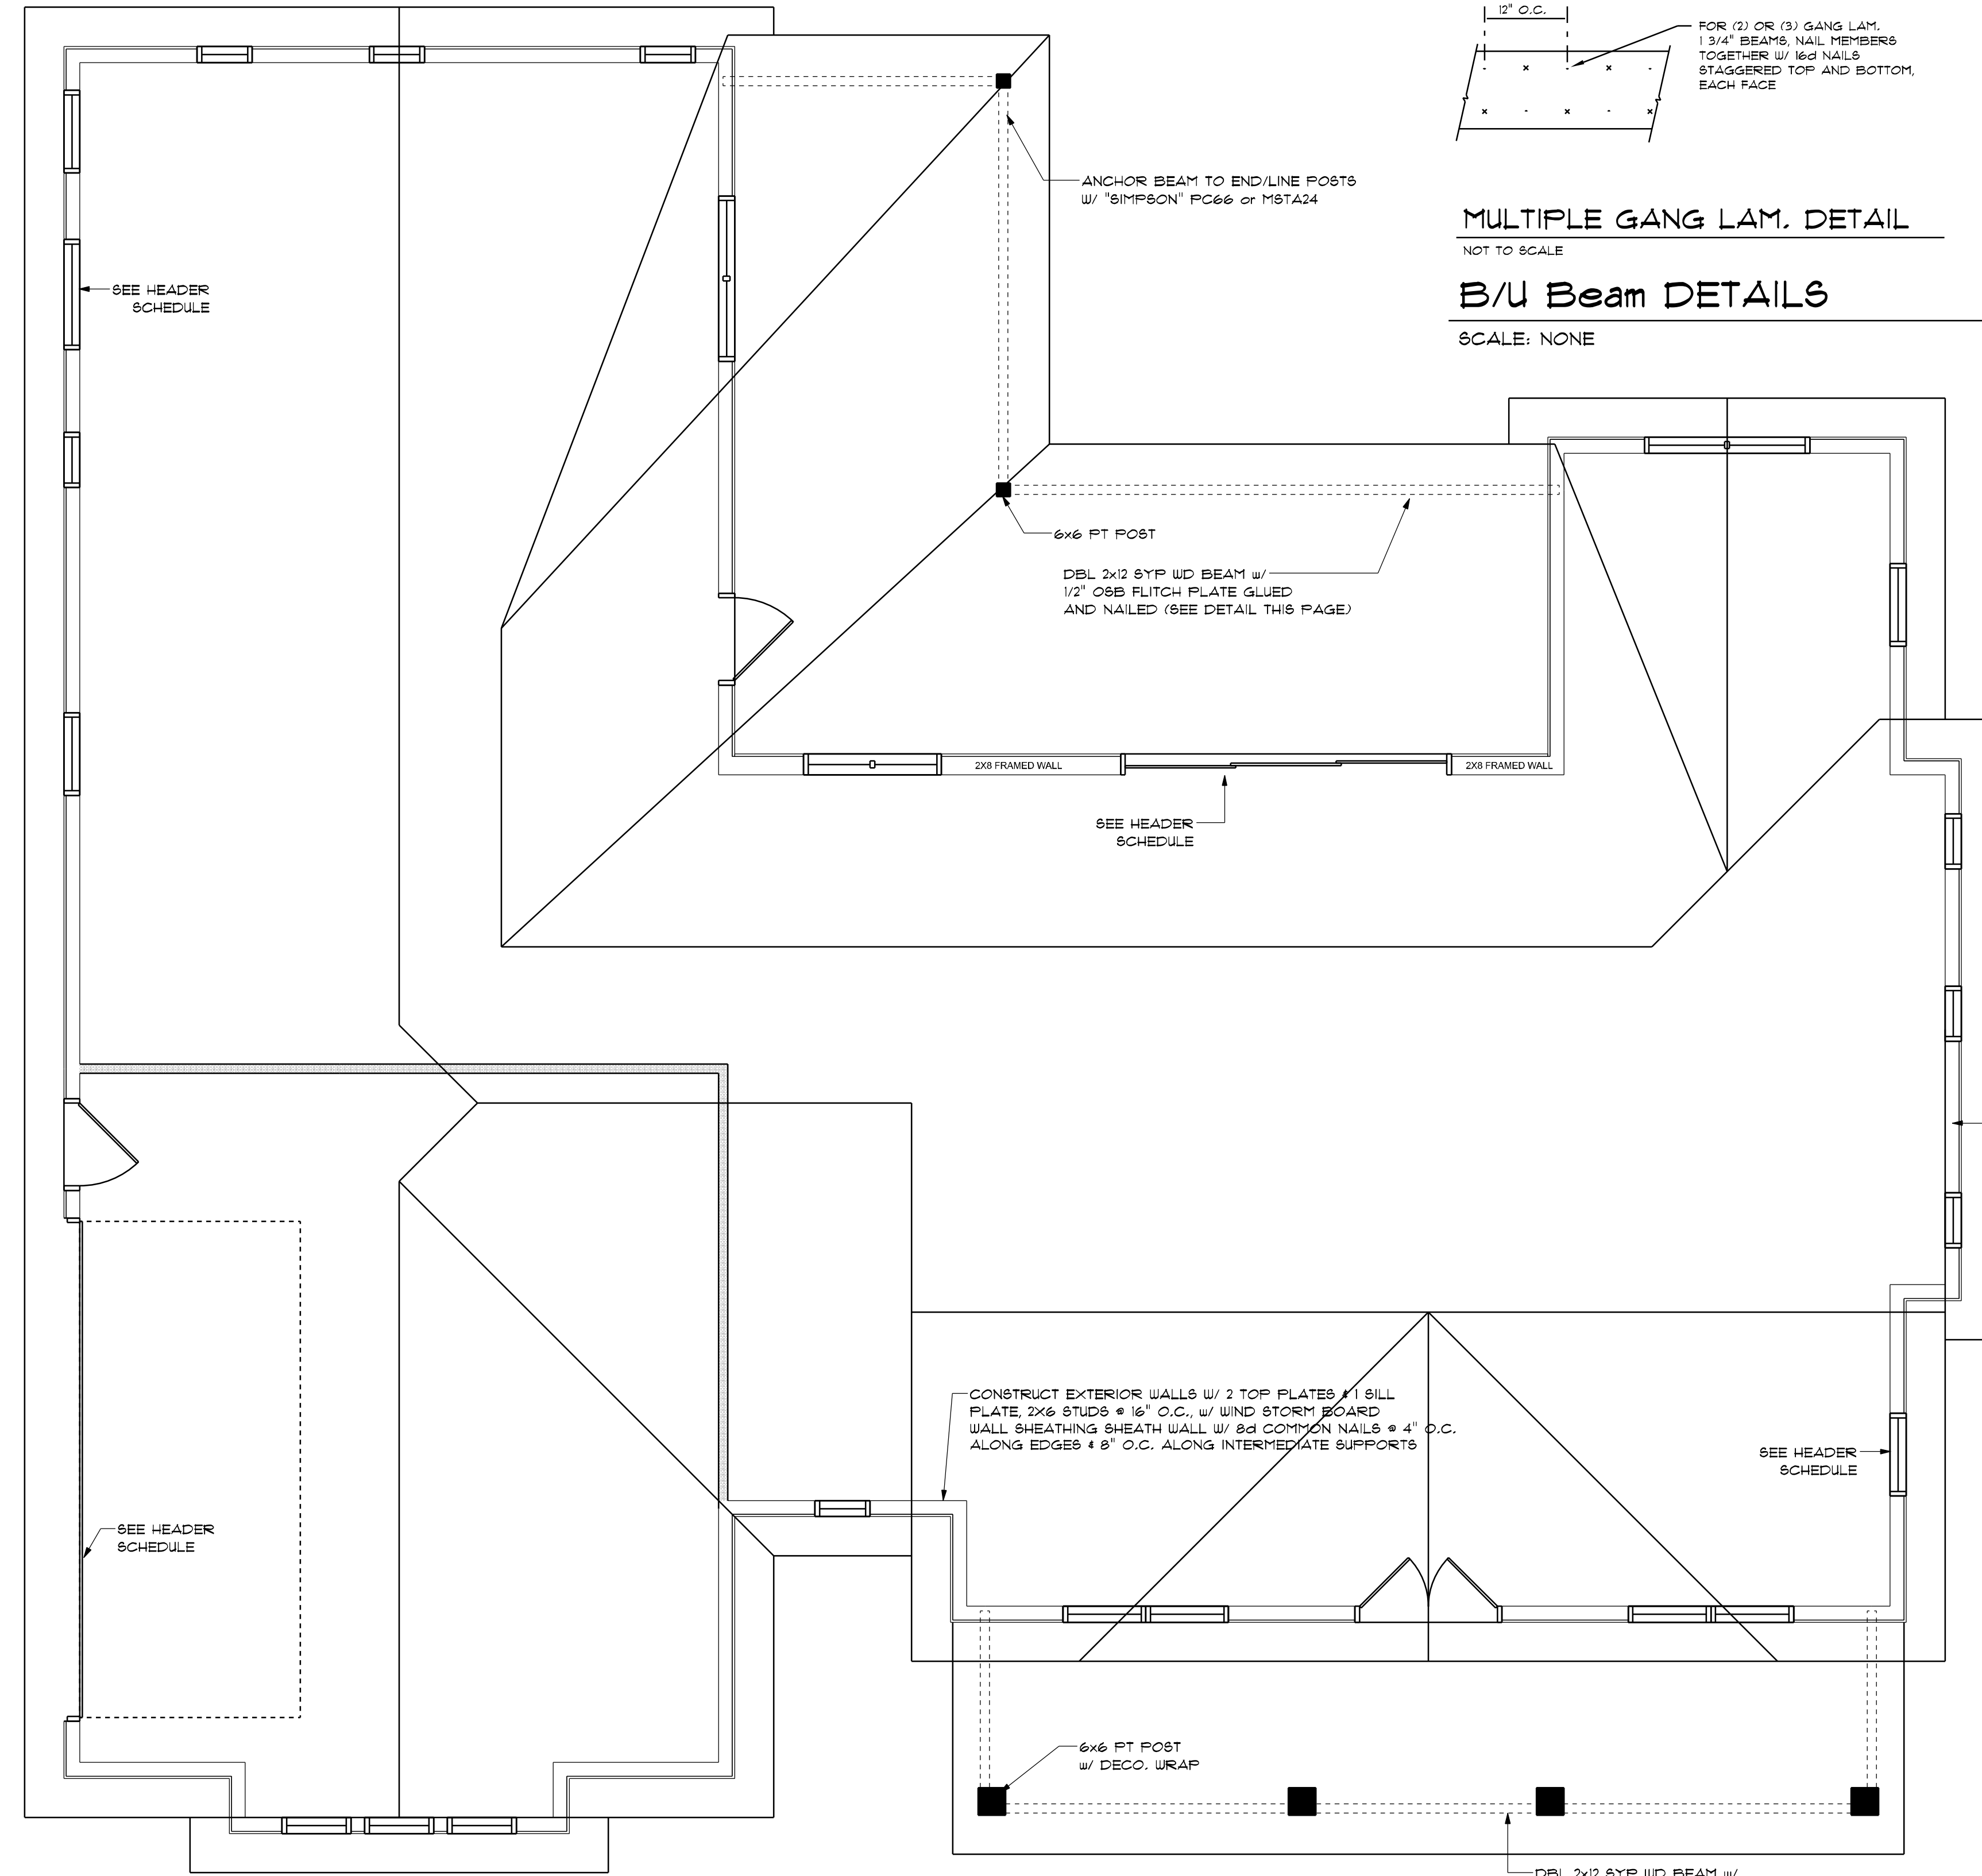 12" O.C.
FOR (2) OR (3) GANG LAM.
1 3/4" BEAMS, NAIL MEMBERS
TOGETHER W/ 16d NAILS
STAGGERED TOP AND BOTTOM,
EACH FACE
ANCHOR BEAM TO END/LINE POSTS
W/ "SIMPSON" PC66 or MSTA24
MULTIPLE GANG LAM. DETAIL
NOT TO SCALE
B/U Beam DETAILS
SCALE: NONE
SEE HEADER
SCHEDULE
6x6 PT POST
DBL 2x12 SYP WD BEAM w/
1/2" OSB FLITCH PLATE GLUED
AND NAILED (SEE DETAIL THIS PAGE)
2X8 FRAMED WALL
2X8 FRAMED WALL
SEE HEADER
SCHEDULE
CONSTRUCT EXTERIOR WALLS W/ 2 TOP PLATES & 1 SILL
PLATE, 2X6 STUDS @ 16" O.C., w/ WIND STORM BOARD
WALL SHEATHING SHEATH WALL W/ 8d COMMON NAILS @ 4" O.C.
ALONG EDGES & 8" O.C. ALONG INTERMEDIATE SUPPORTS
SEE HEADER
SCHEDULE
SEE HEADER
SCHEDULE
6x6 PT POST
w/ DECO. WRAP
DBL 2x12 SYP WD BEAM w/